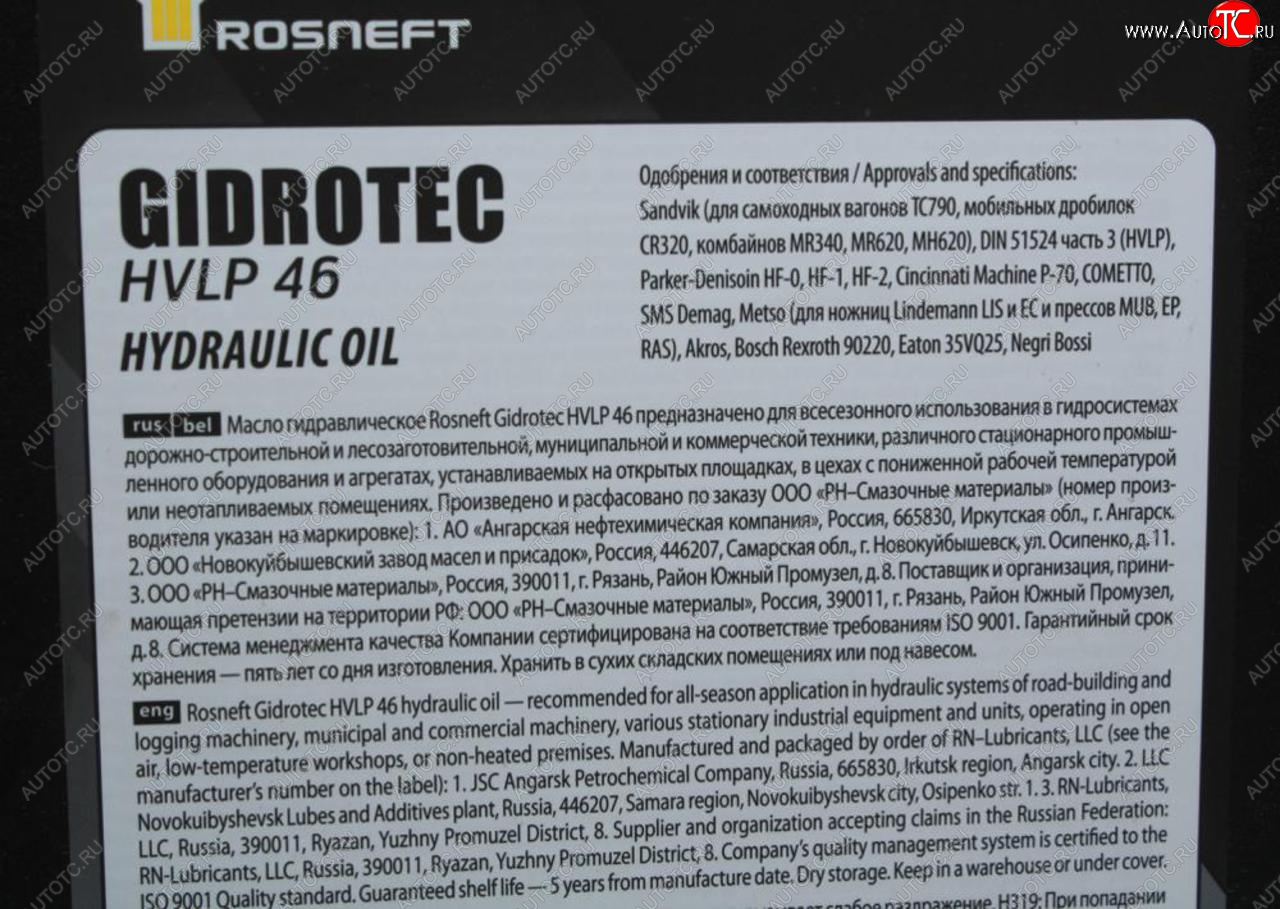 ROSNEFT
www.AutoTC.ru
GIDROTEC
HVLP 46
HYDRAULIC OIL
Одобрения и соответствия / Approvals and specifications:
Sandvik (для самоходных вагонов TC790, мобильных дробилок
CR320, комбайнов MR340, MR620, MH620), DIN 51524 часть 3 (HVLP),
Parker-Denisoin HF-0, HF-1, HF-2, Cincinnati Machine P-70, COMETTO,
SMS Demag, Metso (для ножниц Lindemann LIS и EC и прессов MUB, EP,
RAS), Akros, Bosch Rexroth 90220, Eaton 35VQ25, Negri Bossi
rus bel Масло гидравлическое Rosneft Gidrotec HVLP 46 предназначено для всесезонного использования в гидросистемах
дорожно-строительной и лесозаготовительной, муниципальной и коммерческой техники, различного стационарного промыш-
ленного оборудования и агрегатах, устанавливаемых на открытых площадках, в цехах с пониженной рабочей температурой
или неотапливаемых помещениях. Произведено и расфасовано по заказу ООО «РН–Смазочные материалы» (номер произ-
водителя указан на маркировке): 1. АО «Ангарская нефтехимическая компания», Россия, 665830, Иркутская обл., г. Ангарск.
2. ООО «Новокуйбышевский завод масел и присадок», Россия, 446207, Самарская обл., г. Новокуйбышевск, ул. Осипенко, д. 11.
3. ООО «РН–Смазочные материалы», Россия, 390011, г. Рязань, Район Южный Промузел, д. 8. Поставщик и организация, прини-
мающая претензии на территории РФ: ООО «РН–Смазочные материалы», Россия, 390011, г. Рязань, Район Южный Промузел,
д. 8. Система менеджмента качества Компании сертифицирована на соответствие требованиям ISO 9001. Гарантийный срок
хранения — пять лет со дня изготовления. Хранить в сухих складских помещениях или под навесом.
eng Rosneft Gidrotec HVLP 46 hydraulic oil — recommended for all-season application in hydraulic systems of road-building and
logging machinery, municipal and commercial machinery, various stationary industrial equipment and units, operating in open
air, low-temperature workshops, or non-heated premises. Manufactured and packaged by order of RN–Lubricants, LLC (see the
manufacturer's number on the label): 1. JSC Angarsk Petrochemical Company, Russia, 665830, Irkutsk region, Angarsk city. 2. LLC
Novokuibyshevsk Lubes and Additives plant, Russia, 446207, Samara region, Novokuibyshevsk city, Osipenko str. 1. 3. RN-Lubricants,
LLC, Russia, 390011, Ryazan, Yuzhny Promuzel District, 8. Supplier and organization accepting claims in the Russian Federation:
RN-Lubricants, LLC, Russia, 390011, Ryazan, Yuzhny Promuzel District, 8. Company's quality management system is certified to the
ISO 9001 Quality standard. Guaranteed shelf life — 5 years from manufacture date. Dry storage. Keep in a warehouse or under cover.
слабое раздражение. H319: При попадании